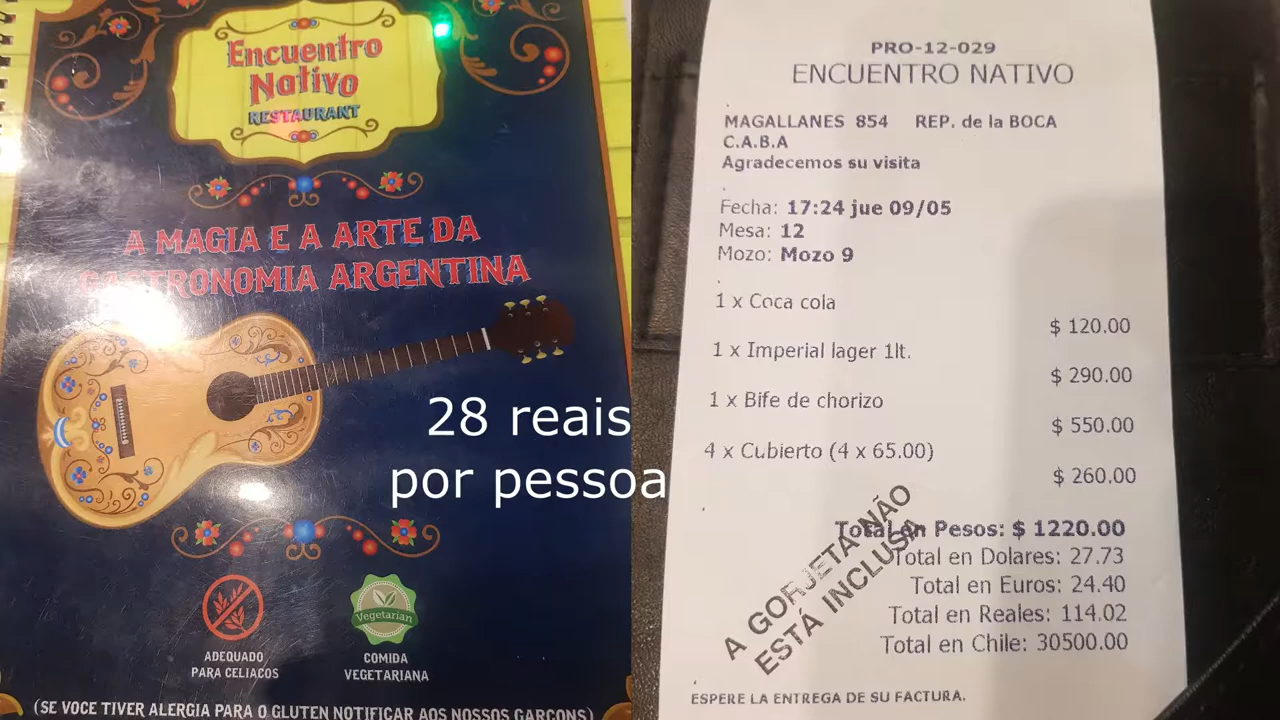 Encuentro
Nativo
RESTAURANT
A MAGIA E A ARTE DA
GASTRONOMIA ARGENTINA
28 reais
por pessoa
Vegetarian
ADEQUADO
PARA CELIACOS
COMIDA
VEGETARIANA
(SE VOCE TIVER ALERGIA PARA O GLUTEN NOTIFICAR AOS NOSSOS GARCONS)
PRO-12-029
ENCUENTRO NATIVO
MAGALLANES 854 REP. de la BOCA
C.A.B.A
Agradecemos su visita
Fecha: 17:24 jue 09/05
Mesa: 12
Mozo: Mozo 9
1 x Coca cola
$ 120.00
1 x Imperial lager 1lt.
$ 290.00
1 x Bife de chorizo
$ 550.00
4 x Cubierto (4 x 65.00)
$ 260.00
Total en Pesos: $ 1220.00
Total en Dolares: 27.73
Total en Euros: 24.40
Total en Reales: 114.02
Total en Chile: 30500.00
A GORJETA NÃO
ESTÁ INCLUSA
ESPERE LA ENTREGA DE SU FACTURA.